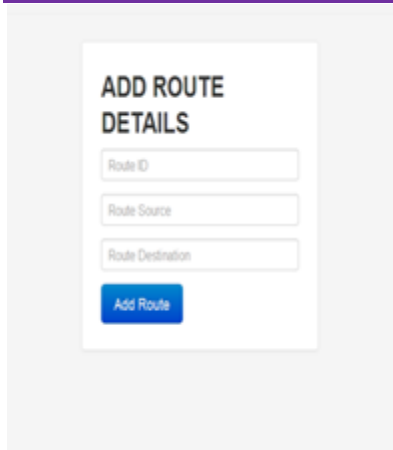 ADD ROUTE
DETAILS
Route ID
Route Source
Route Destination
Add Route